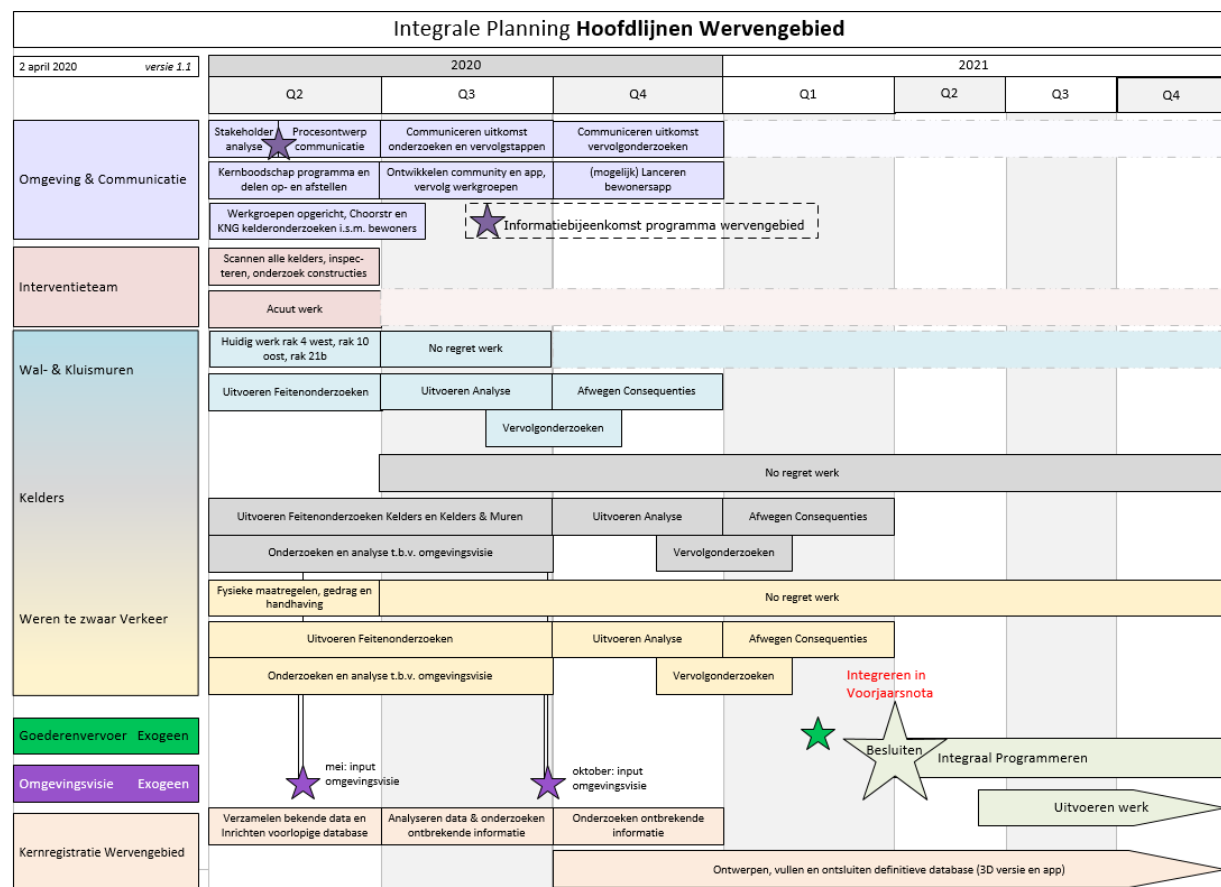 Integrale Planning Hoofdlijnen Wervengebied
2 april 2020 versie 1.1
2020
2021
Q2
Q3
Q4
Q1
Q2
Q3
Q4
Omgeving & Communicatie
Stakeholder
analyse
Procesontwerp
communicatie
Communiceren uitkomst
onderzoeken en vervolgstappen
Communiceren uitkomst
vervolgonderzoeken
Kernboodschap programma en
delen op- en afstellen
Ontwikkelen community en app,
vervolg werkgroepen
(mogelijk) Lanceren
bewonersapp
Werkgroepen opgericht, Choorstr en
KNG kelderonderzoeken i.s.m. bewoners
Informatiebijeenkomst programma wervengebied
Interventieteam
Scannen alle kelders, inspec-
teren, onderzoek constructies
Acuut werk
Wal- & Kluismuren
Huidig werk rak 4 west, rak 10
oost, rak 21b
No regret werk
Uitvoeren Feitenonderzoeken
Uitvoeren Analyse
Afwegen Consequenties
Vervolgonderzoeken
Kelders
No regret werk
Uitvoeren Feitenonderzoeken Kelders en Kelders & Muren
Uitvoeren Analyse
Afwegen Consequenties
Onderzoeken en analyse t.b.v. omgevingsvisie
Vervolgonderzoeken
Weren te zwaar Verkeer
Fysieke maatregelen, gedrag en
handhaving
No regret werk
Uitvoeren Feitenonderzoeken
Uitvoeren Analyse
Afwegen Consequenties
Onderzoeken en analyse t.b.v. omgevingsvisie
Vervolgonderzoeken
Integreren in
Voorjaarsnota
Goederenvervoer Exogeen
Besluiten
Integraal Programmeren
Omgevingsvisie Exogeen
mei: input
omgevingsvisie
oktober: input
omgevingsvisie
Uitvoeren werk
Kernregistratie Wervengebied
Verzamelen bekende data en
Inrichten voorlopige database
Analyseren data & onderzoeken
ontbrekende informatie
Onderzoeken ontbrekende
informatie
Ontwerpen, vullen en ontsluiten definitieve database (3D versie en app)